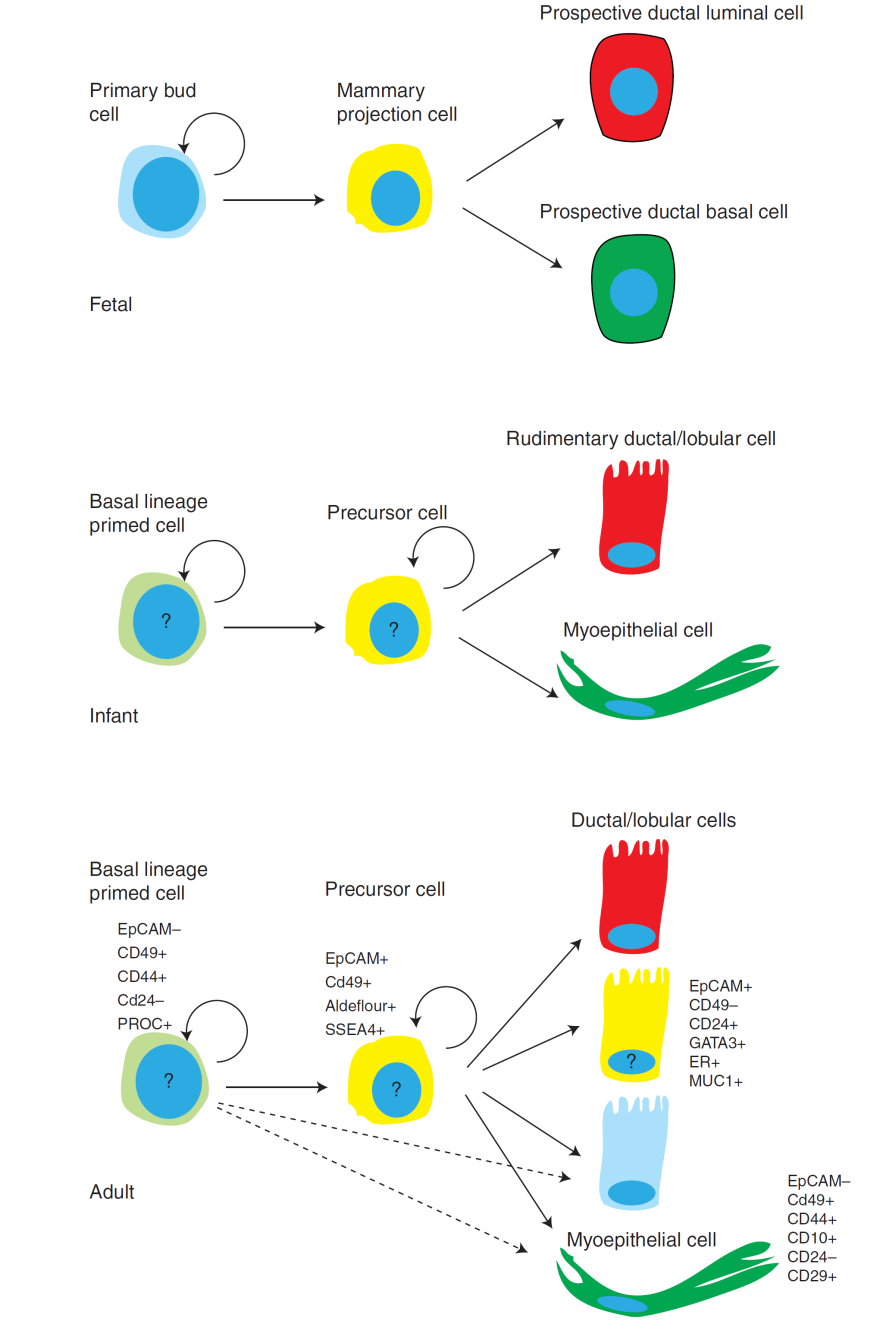 Prospective ductal luminal cell
Primary bud
cell
Mammary
projection cell
Prospective ductal basal cell
Fetal
Rudimentary ductal/lobular cell
Basal lineage
primed cell
Precursor cell
?
?
Myoepithelial cell
Infant
Ductal/lobular cells
Basal lineage
primed cell
EpCAM–
CD49+
CD44+
Cd24–
PROC+
Precursor cell
EpCAM+
Cd49+
Aldeflour+
SSEA4+
EpCAM+
CD49–
CD24+
GATA3+
ER+
MUC1+
?
?
?
Adult
Myoepithelial cell
EpCAM–
Cd49+
CD44+
CD10+
CD24–
CD29+